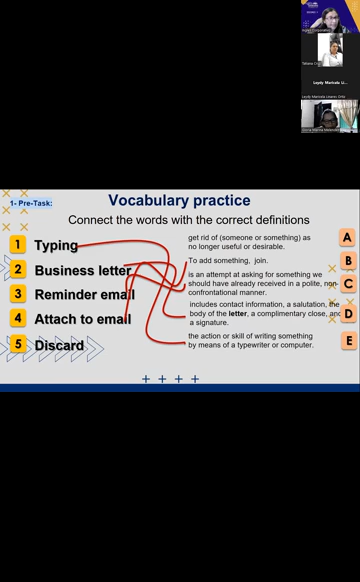 1- Pre-Task:
Vocabulary practice
Connect the words with the correct definitions
1 Typing
2 Business letter
3 Reminder email
4 Attach to email
5 Discard
get rid of (someone or something) as
no longer useful or desirable.
A
To add something, join.
B
is an attempt at asking for something we
should have already received in a polite, non-
confrontational manner.
C
includes contact information, a salutation, the
body of the letter, a complimentary close, and
a signature.
D
the action or skill of writing something
by means of a typewriter or computer.
E